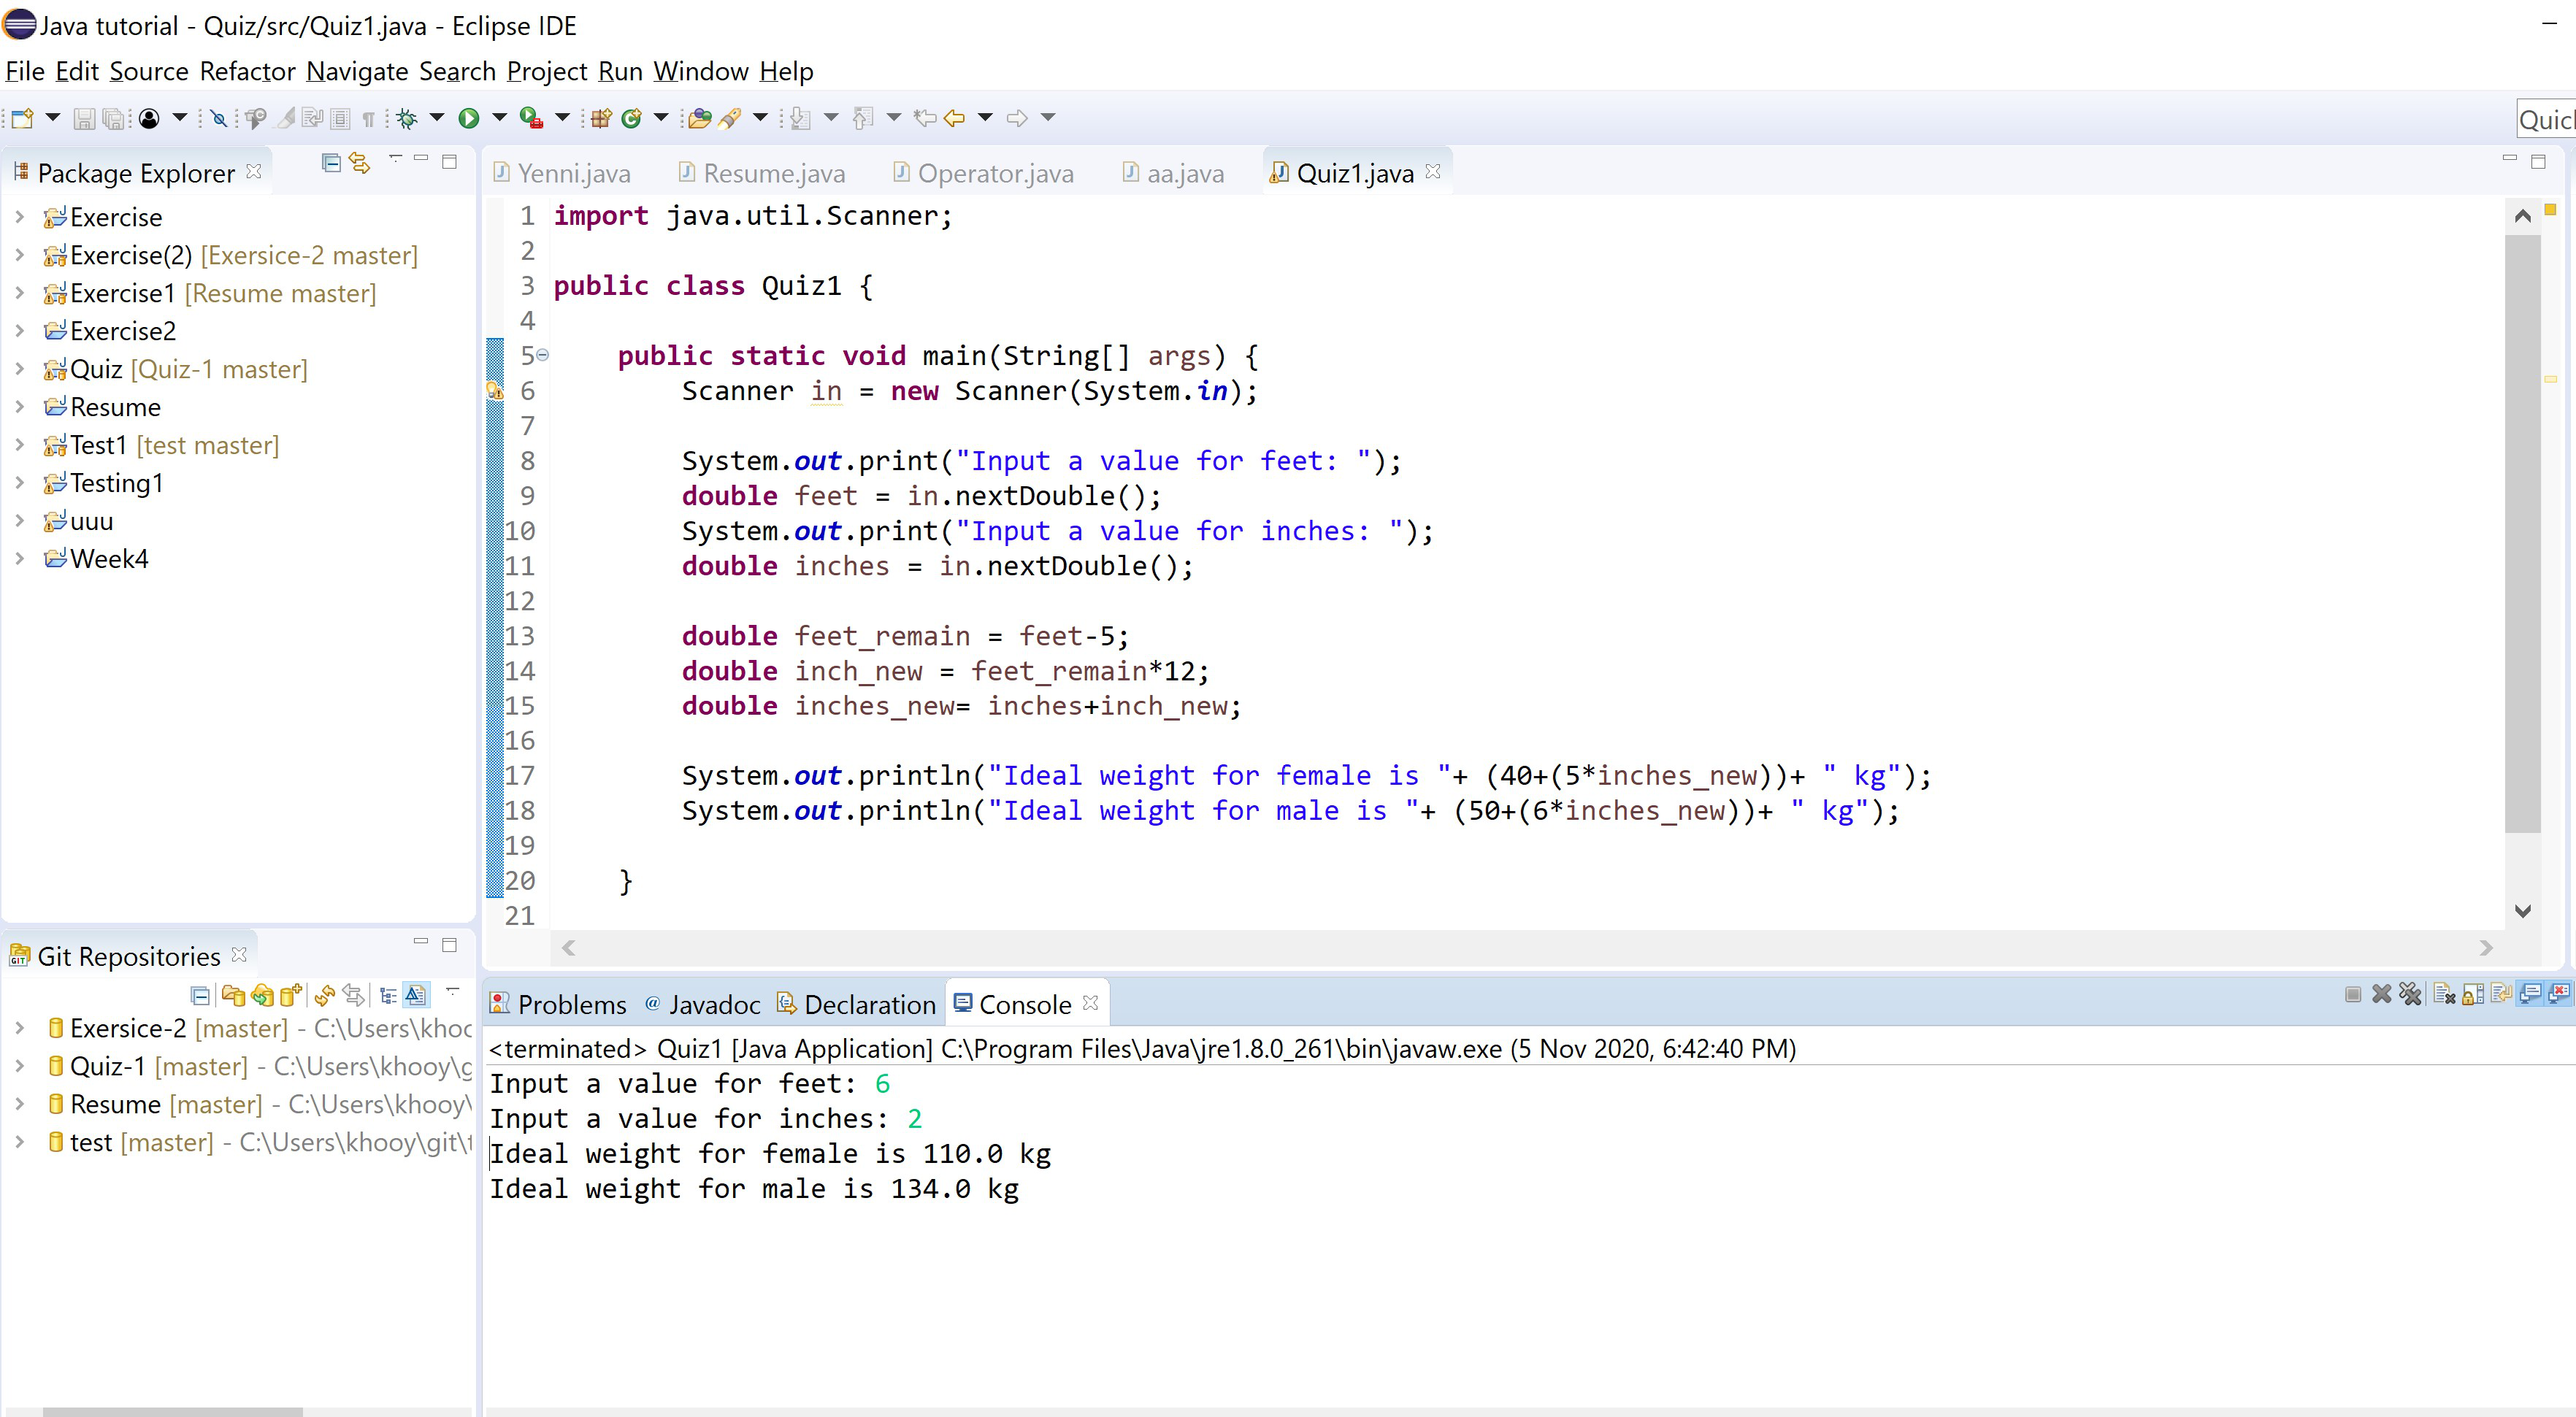 Java tutorial - Quiz/src/Quiz1.java - Eclipse IDE
File Edit Source Refactor Navigate Search Project Run Window Help
Quic
Package Explorer
Exercise
Exercise(2) [Exersice-2 master]
Exercise1 [Resume master]
Exercise2
Quiz [Quiz-1 master]
Resume
Test1 [test master]
Testing1
uuu
Week4
Yenni.java Resume.java Operator.java aa.java Quiz1.java
1 import java.util.Scanner;
2
3 public class Quiz1 {
4
5 public static void main(String[] args) {
6 Scanner in = new Scanner(System.in);
7
8 System.out.print("Input a value for feet: ");
9 double feet = in.nextDouble();
10 System.out.print("Input a value for inches: ");
11 double inches = in.nextDouble();
12
13 double feet_remain = feet-5;
14 double inch_new = feet_remain*12;
15 double inches_new= inches+inch_new;
16
17 System.out.println("Ideal weight for female is "+ (40+(5*inches_new))+ " kg");
18 System.out.println("Ideal weight for male is "+ (50+(6*inches_new))+ " kg");
19
20 }
21
Git Repositories
Exersice-2 [master] - C:\Users\khoo
Quiz-1 [master] - C:\Users\khooy\g
Resume [master] - C:\Users\khooy\
test [master] - C:\Users\khooy\git\t
Problems Javadoc Declaration Console
<terminated> Quiz1 [Java Application] C:\Program Files\Java\jre1.8.0_261\bin\javaw.exe (5 Nov 2020, 6:42:40 PM)
Input a value for feet: 6
Input a value for inches: 2
Ideal weight for female is 110.0 kg
Ideal weight for male is 134.0 kg